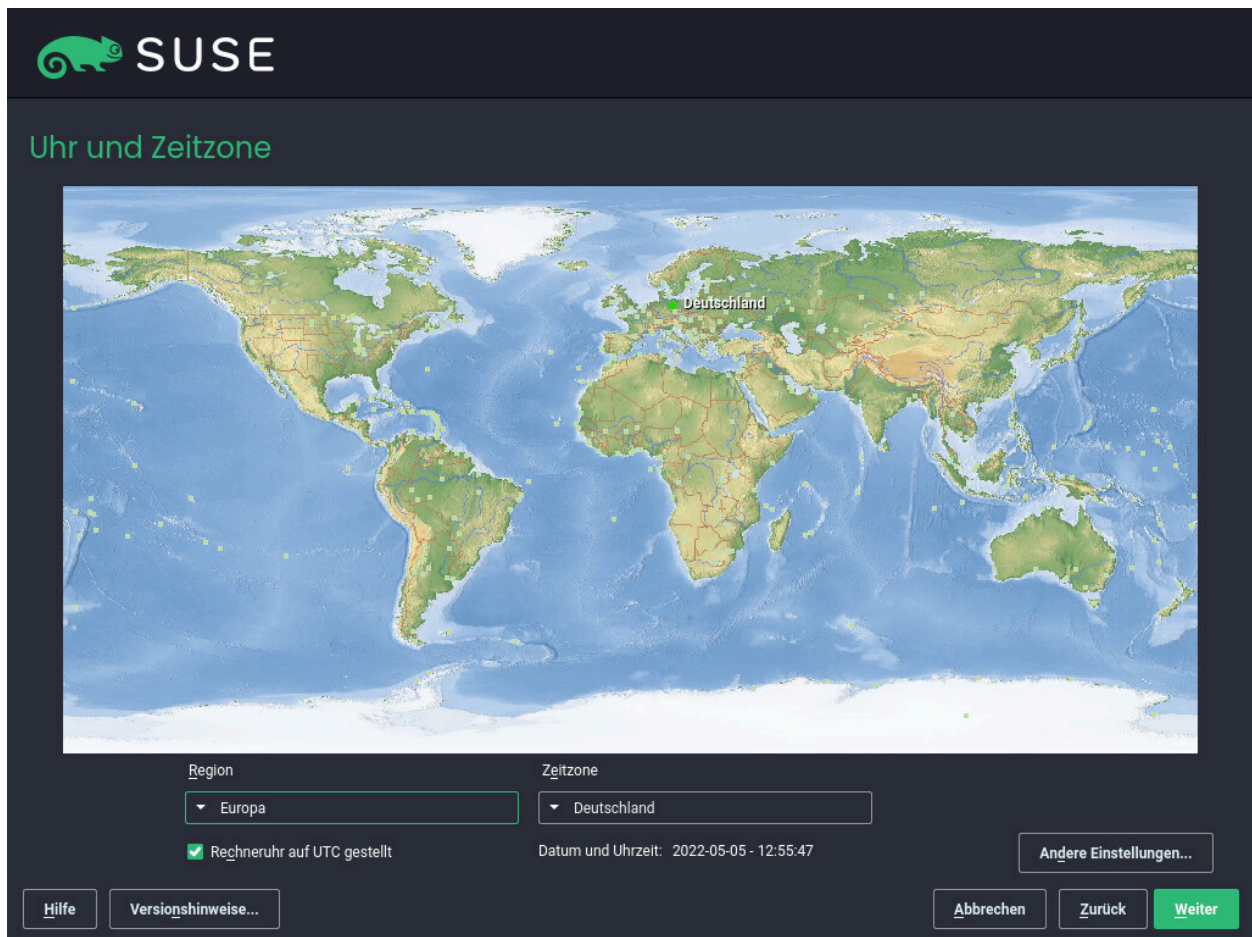 SUSE
Uhr und Zeitzone
Deutschland
Region
Zeitzone
Europa
Deutschland
Rechneruhr auf UTC gestellt
Datum und Uhrzeit: 2022-05-05 - 12:55:47
Andere Einstellungen...
Hilfe
Versionshinweise...
Abbrechen
Zurück
Weiter